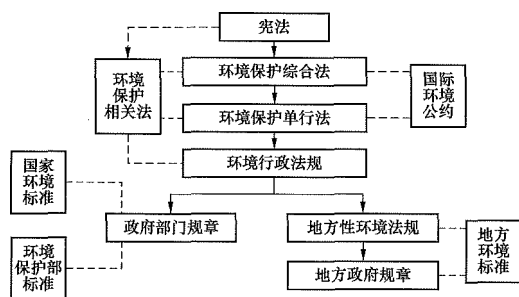 宪法
环境
保护
相关法
环境保护综合法
国际
环境
公约
环境保护单行法
环境行政法规
国家
环境
标准
政府部门规章
地方性环境法规
地方
环境
标准
环境
保护部
标准
地方政府规章